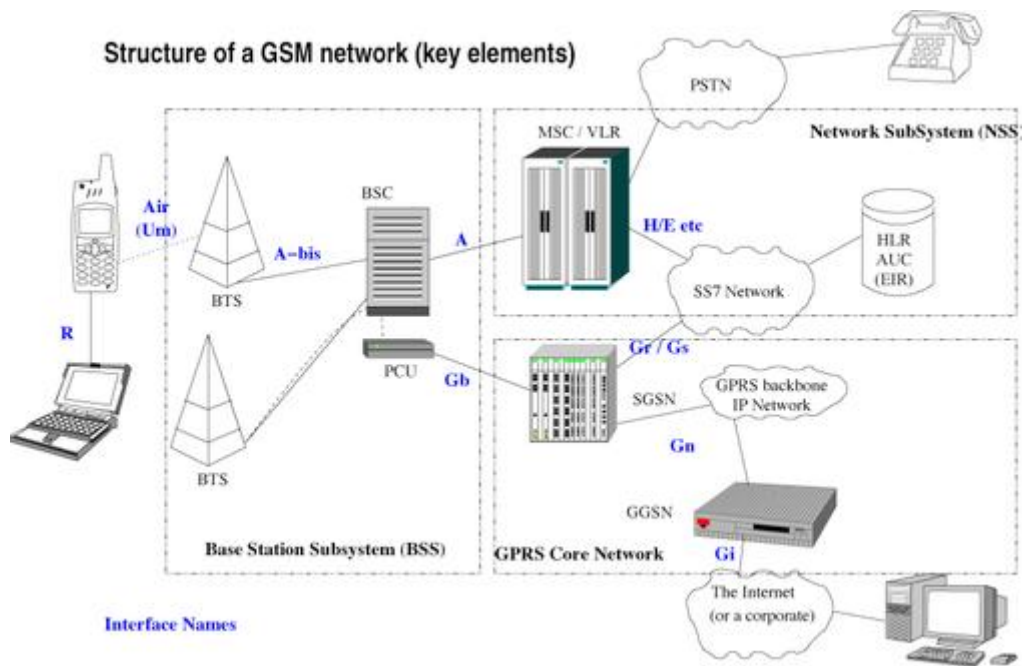 Structure of a GSM network (key elements)
PSTN
MSC / VLR
Network SubSystem (NSS)
BSC
Air
(Um)
A
H/E etc
HLR
AUC
(EIR)
A-bis
BTS
SS7 Network
R
Gr / Gs
PCU
Gb
SGSN
GPRS backbone
IP Network
Gn
BTS
GGSN
Base Station Subsystem (BSS)
GPRS Core Network
Gi
The Internet
(or a corporate)
Interface Names